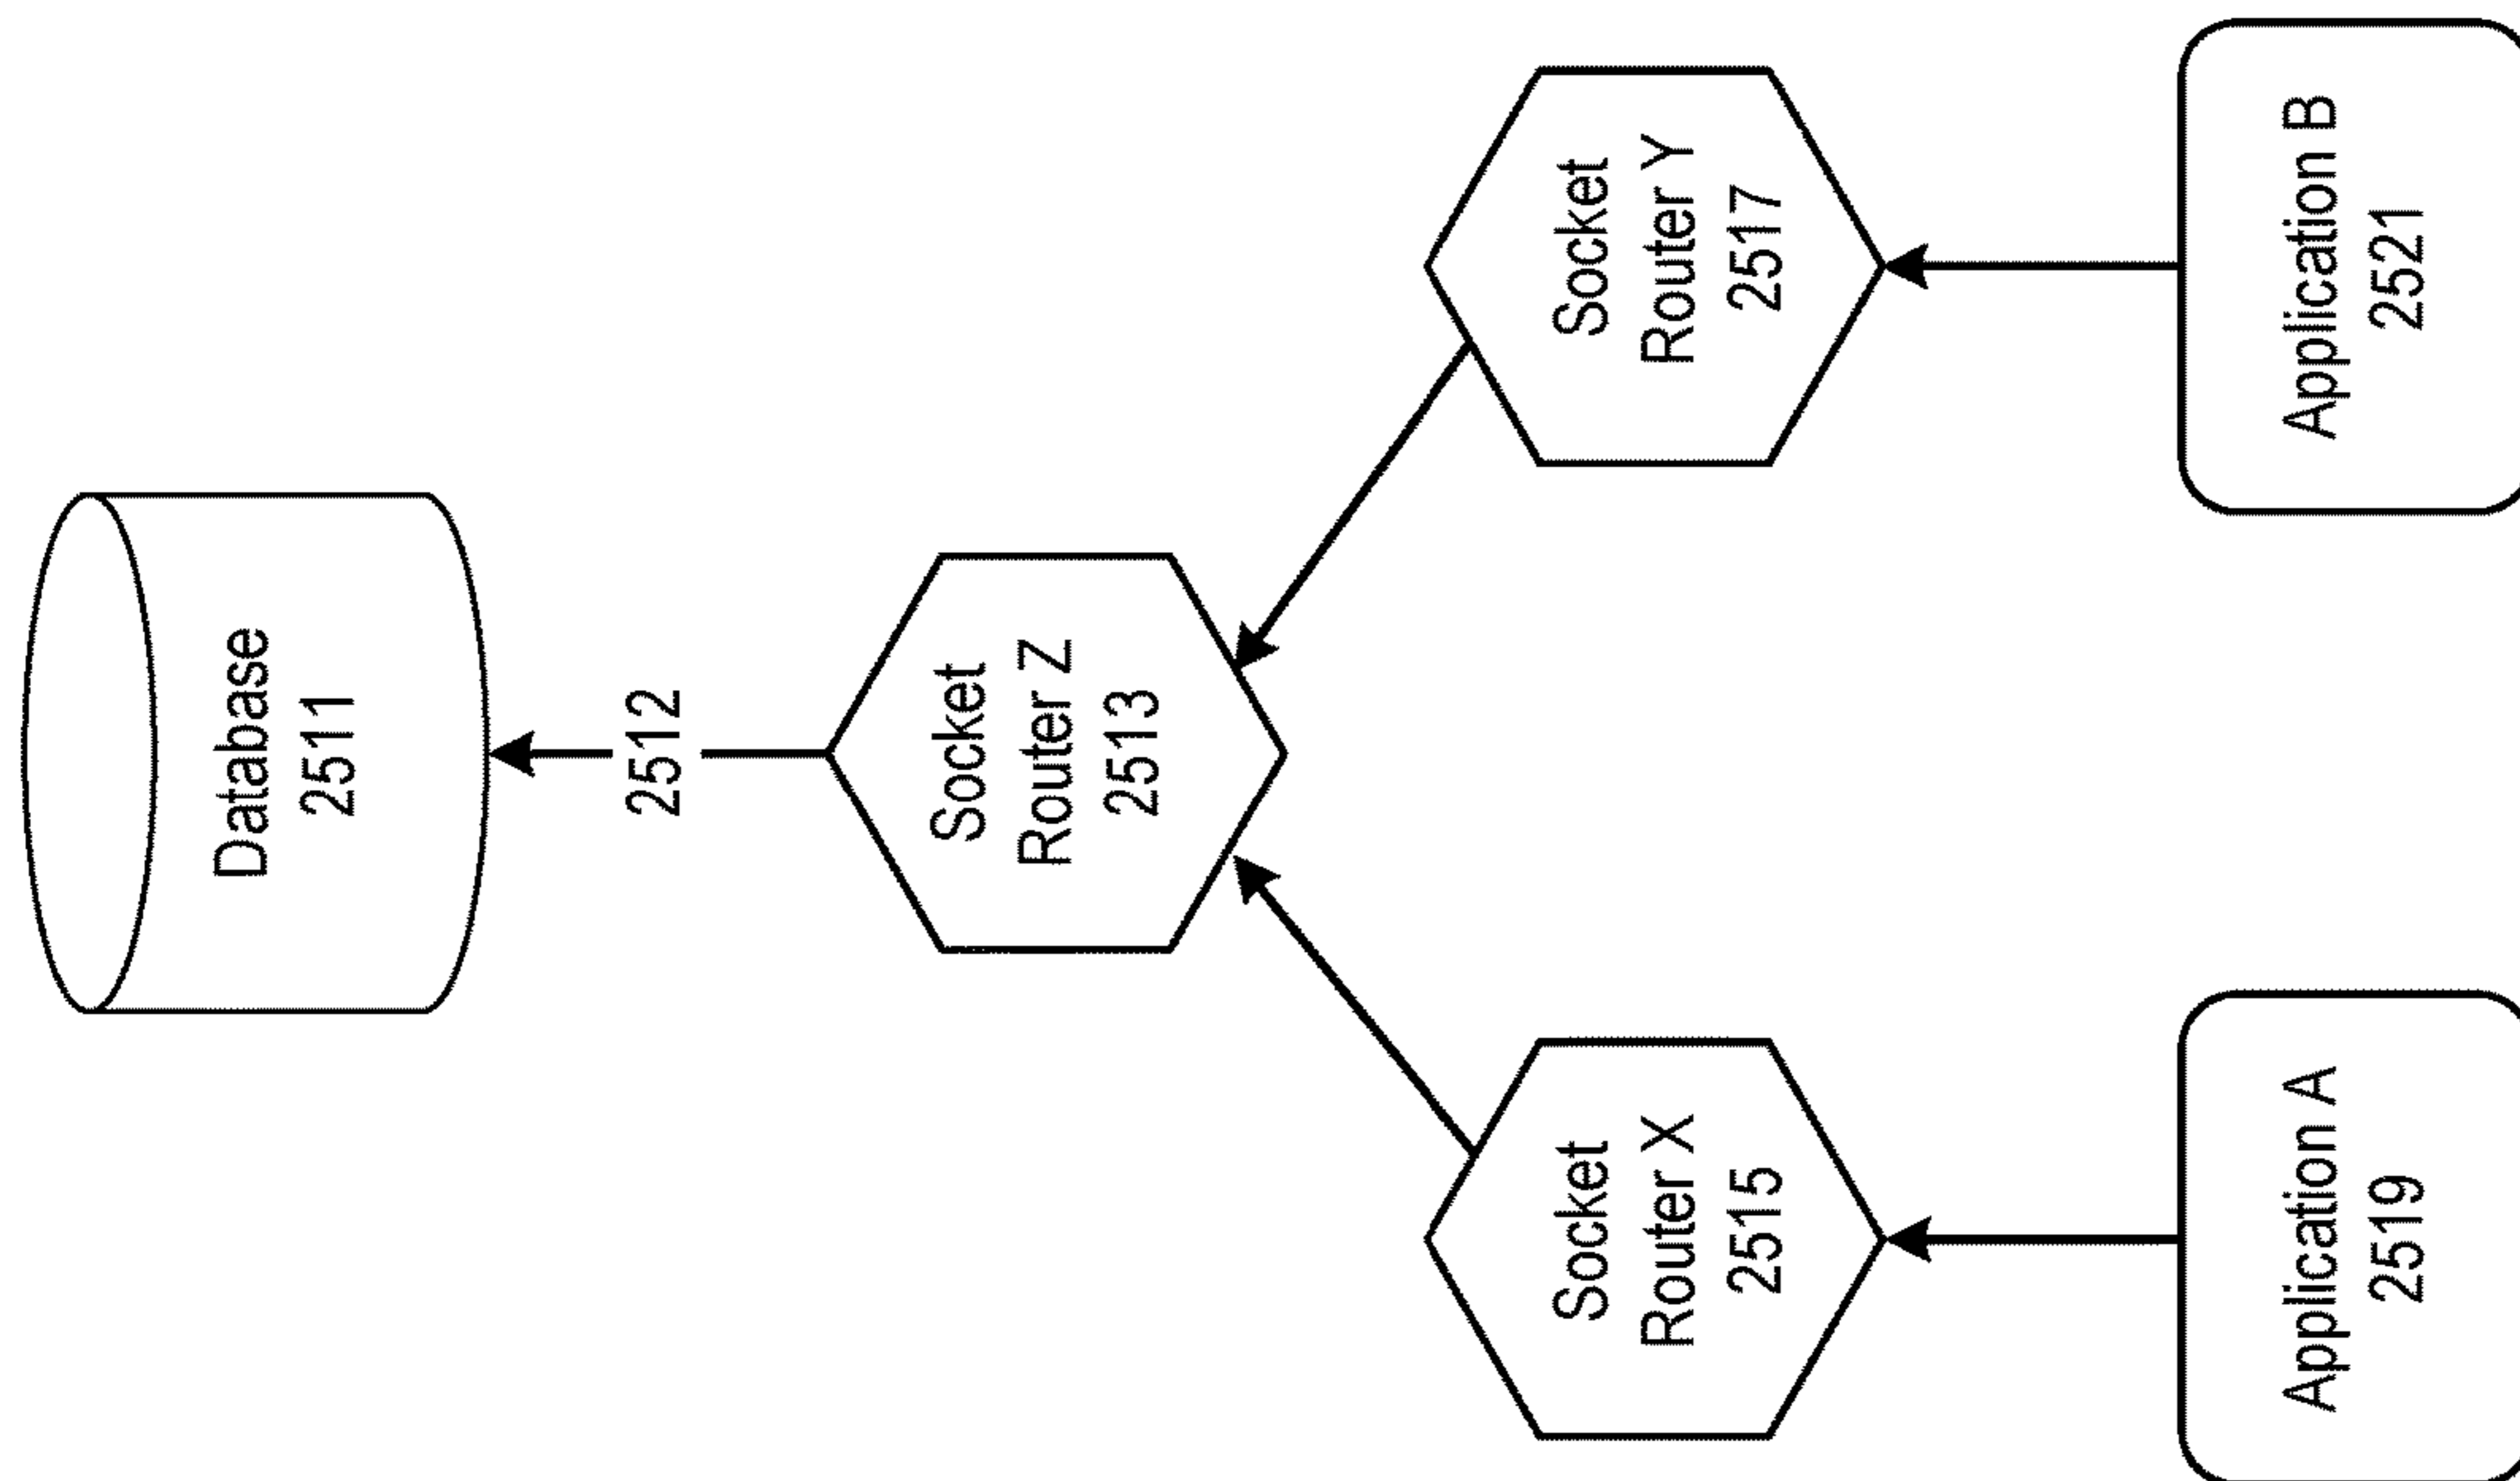 Database
2511
2512
Socket
Router Z
2513
Socket
Router X
2515
Socket
Router Y
2517
Application A
2519
Application B
2521